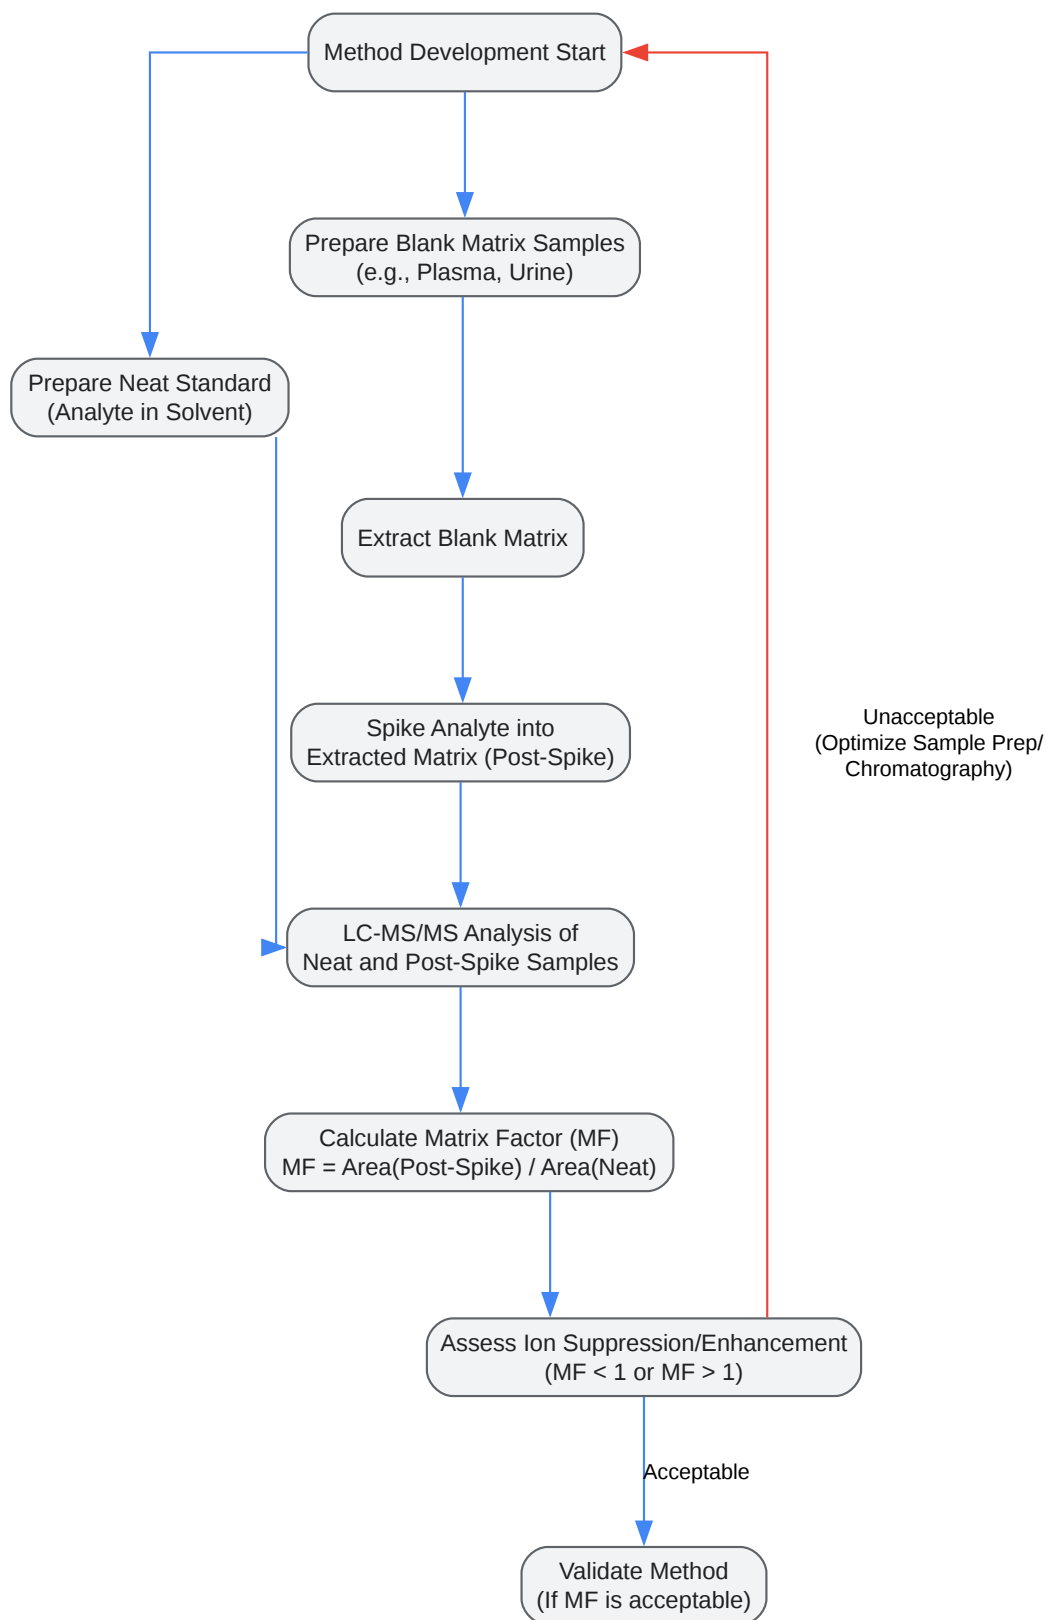 Method Development Start
Prepare Blank Matrix Samples
(e.g., Plasma, Urine)
Prepare Neat Standard
(Analyte in Solvent)
Extract Blank Matrix
Spike Analyte into
Extracted Matrix (Post-Spike)
Unacceptable
(Optimize Sample Prep/
Chromatography)
LC-MS/MS Analysis of
Neat and Post-Spike Samples
Calculate Matrix Factor (MF)
MF = Area(Post-Spike) / Area(Neat)
Assess Ion Suppression/Enhancement
(MF < 1 or MF > 1)
Acceptable
Validate Method
(If MF is acceptable)